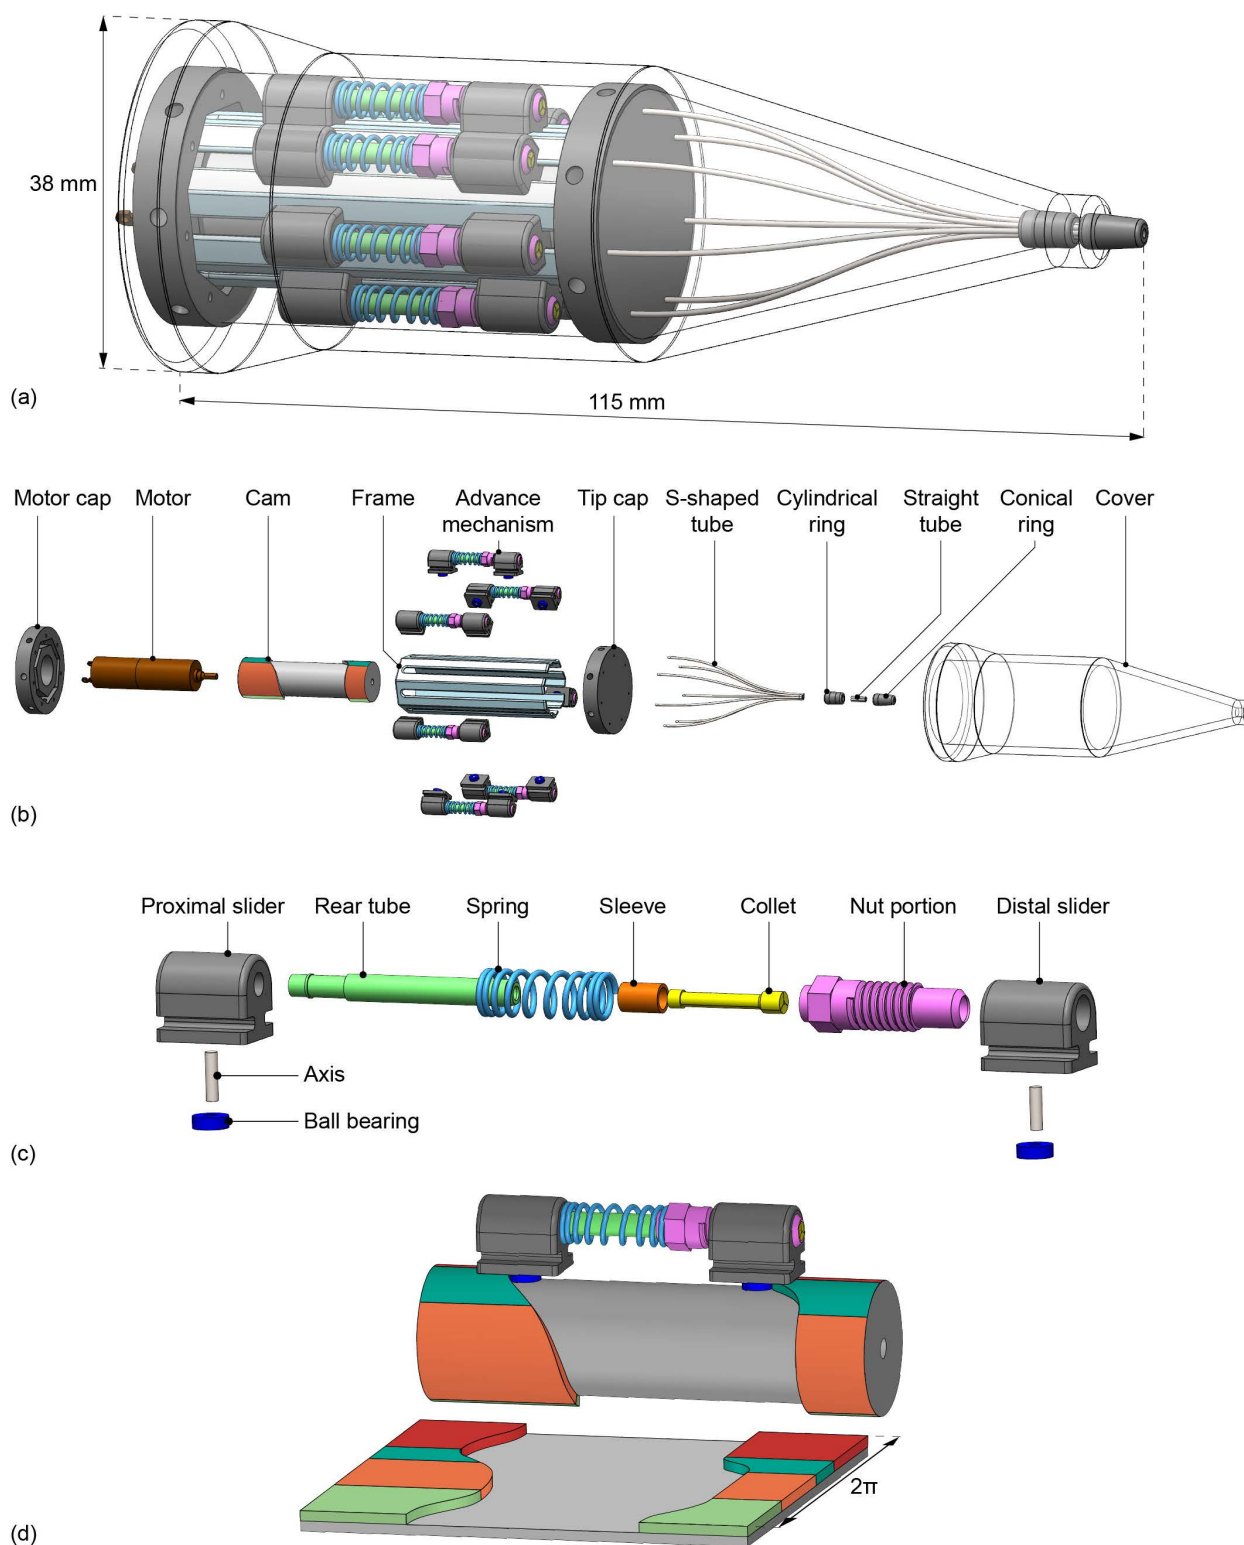 38 mm
115 mm
(a)
Motor cap
Motor
Cam
Frame
Advance
mechanism
Tip cap
S-shaped
tube
Cylindrical
ring
Straight
tube
Conical
ring
Cover
(b)
Proximal slider
Rear tube
Spring
Sleeve
Collet
Nut portion
Distal slider
Axis
Ball bearing
(c)
2π
(d)